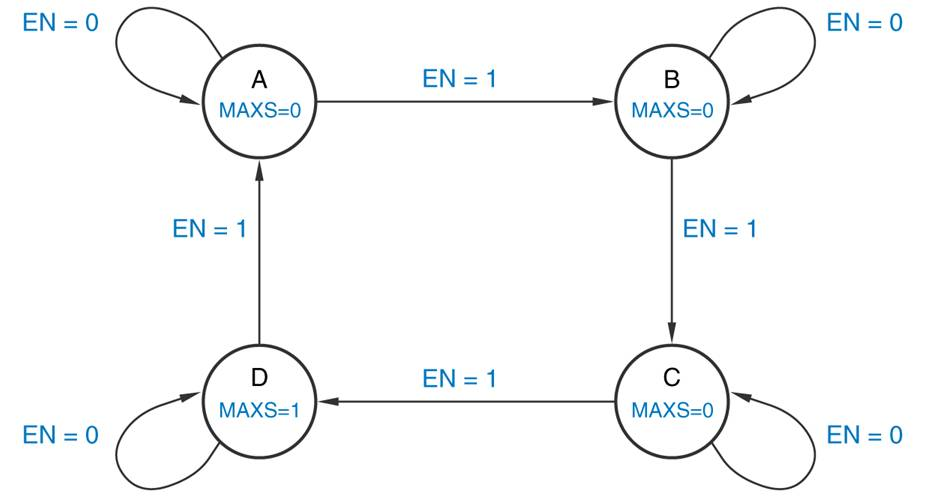 EN = 0
A
MAXS=0
EN = 1
B
MAXS=0
EN = 0
EN = 1
EN = 1
EN = 0
D
MAXS=1
EN = 1
C
MAXS=0
EN = 0